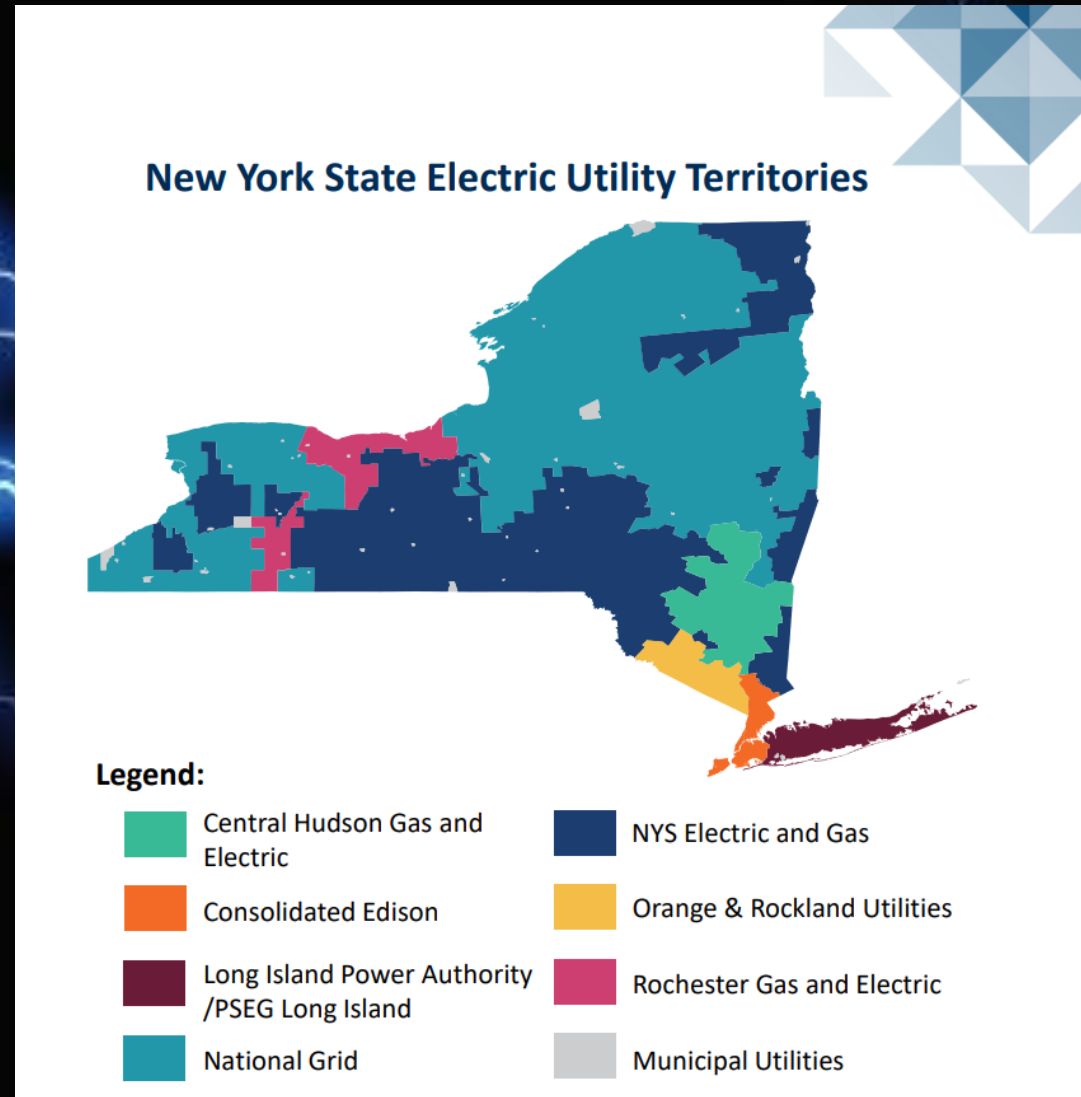 New York State Electric Utility Territories
Legend:
Central Hudson Gas and
Electric
Consolidated Edison
Long Island Power Authority
/PSEG Long Island
National Grid
NYS Electric and Gas
Orange & Rockland Utilities
Rochester Gas and Electric
Municipal Utilities